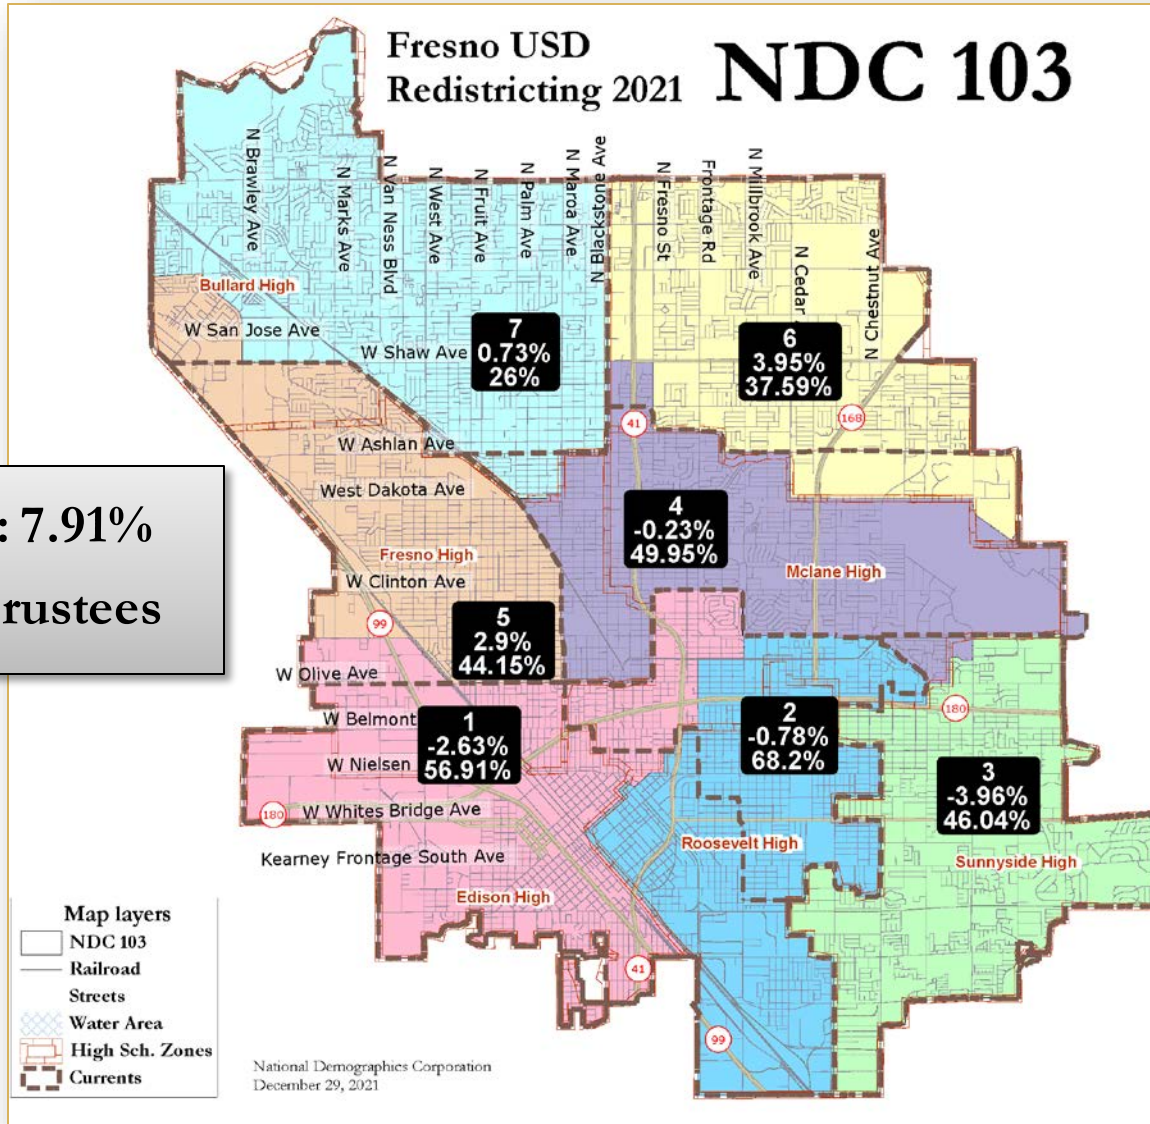 Fresno USD
Redistricting 2021
NDC 103
N Brawley Ave
N Marks Ave
N Van Ness Blvd
N West Ave
N Fruit Ave
N Palm Ave
N Maroa Ave
N Blackstone Ave
N Fresno St
Frontage Rd
N Millbrook Ave
N Cedar
N Chestnut Ave
Bullard High
W San Jose Ave
W Shaw Ave
7
0.73%
26%
6
3.95%
37.59%
41
168
W Ashlan Ave
West Dakota Ave
: 7.91%
rustees
4
-0.23%
49.95%
Fresno High
Mclane High
W Clinton Ave
99
5
2.9%
44.15%
W Olive Ave
180
W Belmont
1
-2.63%
56.91%
2
-0.78%
68.2%
W Nielsen
3
-3.96%
46.04%
180
W Whites Bridge Ave
Roosevelt High
Kearney Frontage South Ave
Sunnyside High
Edison High
41
99
Map layers
NDC 103
Railroad
Streets
Water Area
High Sch. Zones
Currents
National Demographics Corporation
December 29, 2021